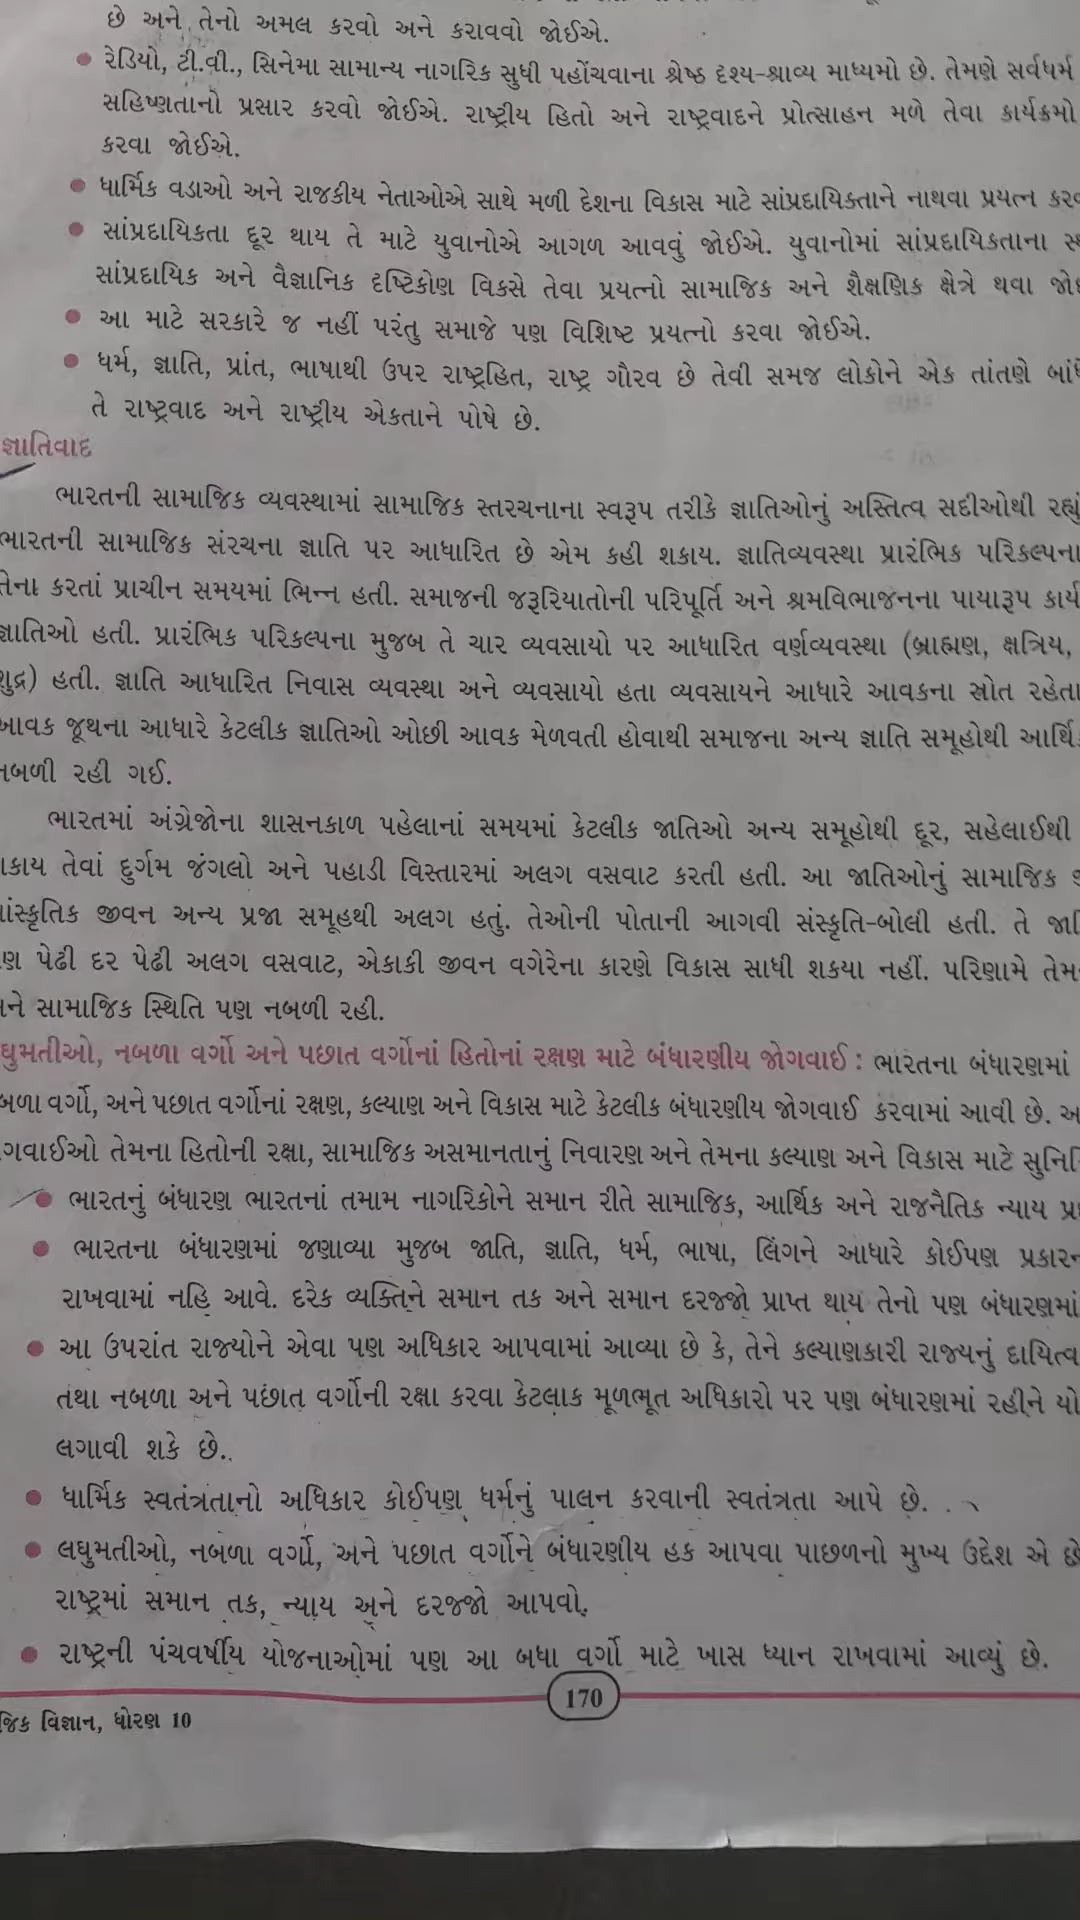 છે અને તેનો અમલ કરવો અને કરાવવો જોઈએ.
● રેડિયો, ટી.વી., સિનેમા સામાન્ય નાગરિક સુધી પહોંચવાના શ્રેષ્ઠ દૃશ્ય-શ્રાવ્ય માધ્યમો છે. તેમણે સર્વધર્મ
સહિષ્ણતાનો પ્રસાર કરવો જોઈએ. રાષ્ટ્રીય હિતો અને રાષ્ટ્રવાદને પ્રોત્સાહન મળે તેવા કાર્યક્રમો
કરવા જોઈએ.
● ધાર્મિક વડાઓ અને રાજકીય નેતાઓએ સાથે મળી દેશના વિકાસ માટે સાંપ્રદાયિક્તાને નાથવા પ્રયત્ન
● સાંપ્રદાયિકતા દૂર થાય તે માટે યુવાનોએ આગળ આવવું જોઈએ. યુવાનોમાં સાંપ્રદાયિકતાના
સાંપ્રદાયિક અને વૈજ્ઞાનિક દૃષ્ટિકોણ વિકસે તેવા પ્રયત્નો સામાજિક અને શૈક્ષણિક ક્ષેત્રે થવા
● આ માટે સરકારે જ નહીં પરંતુ સમાજે પણ વિશિષ્ટ પ્રયત્નો કરવા જોઈએ.
● ધર્મ, જ્ઞાતિ, પ્રાંત, ભાષાથી ઉપર રાષ્ટ્રહિત, રાષ્ટ્ર ગૌરવ છે તેવી સમજ લોકોને એક તાંતણે
તે રાષ્ટ્રવાદ અને રાષ્ટ્રીય એકતાને પોષે છે.
જ્ઞાતિવાદ
ભારતની સામાજિક વ્યવસ્થામાં સામાજિક સ્તરચનાના સ્વરૂપ તરીકે જ્ઞાતિઓનું અસ્તિત્વ સદીઓથી રહ્યું
ભારતની સામાજિક સંરચના જ્ઞાતિ પર આધારિત છે એમ કહી શકાય. જ્ઞાતિવ્યવસ્થા પ્રારંભિક પરિકલ્પના
તેના કરતાં પ્રાચીન સમયમાં ભિન્ન હતી. સમાજની જરૂરિયાતોની પરિપૂર્તિ અને શ્રમવિભાજનના પાયારૂપ કાર્ય
જ્ઞાતિઓ હતી. પ્રારંભિક પરિકલ્પના મુજબ તે ચાર વ્યવસાયો પર આધારિત વર્ણવ્યવસ્થા (બ્રાહ્મણ, ક્ષત્રિય,
શુદ્ર) હતી. જ્ઞાતિ આધારિત નિવાસ વ્યવસ્થા અને વ્યવસાયો હતા વ્યવસાયને આધારે આવકના સ્રોત રહેતા
આવક જૂથના આધારે કેટલીક જ્ઞાતિઓ ઓછી આવક મેળવતી હોવાથી સમાજના અન્ય જ્ઞાતિ સમૂહોથી
નબળી રહી ગઈ.
ભારતમાં અંગ્રેજોના શાસનકાળ પહેલાનાં સમયમાં કેટલીક જાતિઓ અન્ય સમૂહોથી દૂર, સહેલાઈથી
તેવાં દુર્ગમ જંગલો અને પહાડી વિસ્તારમાં અલગ વસવાટ કરતી હતી. આ જાતિઓનું સામાજિક
સાંસ્કૃતિક જીવન અન્ય પ્રજા સમૂહથી અલગ હતું. તેઓની પોતાની આગવી સંસ્કૃતિ-બોલી હતી. તે
પેઢી દર પેઢી અલગ વસવાટ, એકાકી જીવન વગેરેના કારણે વિકાસ સાધી શકયા નહીં. પરિણામે
સામાજિક સ્થિતિ પણ નબળી રહી.
લઘુમતીઓ, નબળા વર્ગો અને પછાત વર્ગોનાં હિતોનાં રક્ષણ માટે બંધારણીય જોગવાઈ : ભારતના બંધારણમાં
વર્ગો, અને પછાત વર્ગોનાં રક્ષણ, કલ્યાણ અને વિકાસ માટે કેટલીક બંધારણીય જોગવાઈ કરવામાં આવી છે.
તેમના હિતોની રક્ષા, સામાજિક અસમાનતાનું નિવારણ અને તેમના કલ્યાણ અને વિકાસ માટે
● ભારતનું બંધારણ ભારતનાં તમામ નાગરિકોને સમાન રીતે સામાજિક, આર્થિક અને રાજનૈતિક ન્યાય
● ભારતના બંધારણમાં જણાવ્યા મુજબ જાતિ, જ્ઞાતિ, ધર્મ, ભાષા, લિંગને આધારે કોઈપણ
રાખવામાં નહિ આવે. દરેક વ્યક્તિને સમાન તક અને સમાન દરજ્જો પ્રાપ્ત થાય તેનો પણ બંધારણમાં
● આ ઉપરાંત રાજ્યોને એવા પણ અધિકાર આપવામાં આવ્યા છે કે, તેને કલ્યાણકારી રાજ્યનું દાયિત્વ
તથા નબળા અને પછાત વર્ગોની રક્ષા કરવા કેટલાક મૂળભૂત અધિકારો પર પણ બંધારણમાં રહીને
લગાવી શકે છે.
● ધાર્મિક સ્વતંત્રતાનો અધિકાર કોઈપણ ધર્મનું પાલન કરવાની સ્વતંત્રતા આપે છે.
● લઘુમતીઓ, નબળા વર્ગો, અને પછાત વર્ગોને બંધારણીય હક આપવા પાછળનો મુખ્ય ઉદ્દેશ એ છે
રાષ્ટ્રમાં સમાન તક, ન્યાય અને દરજ્જો આપવો.
● રાષ્ટ્રની પંચવર્ષીય યોજનાઓમાં પણ આ બધા વર્ગો માટે ખાસ ધ્યાન રાખવામાં આવ્યું છે.
170
વિજ્ઞાન, ધોરણ 10